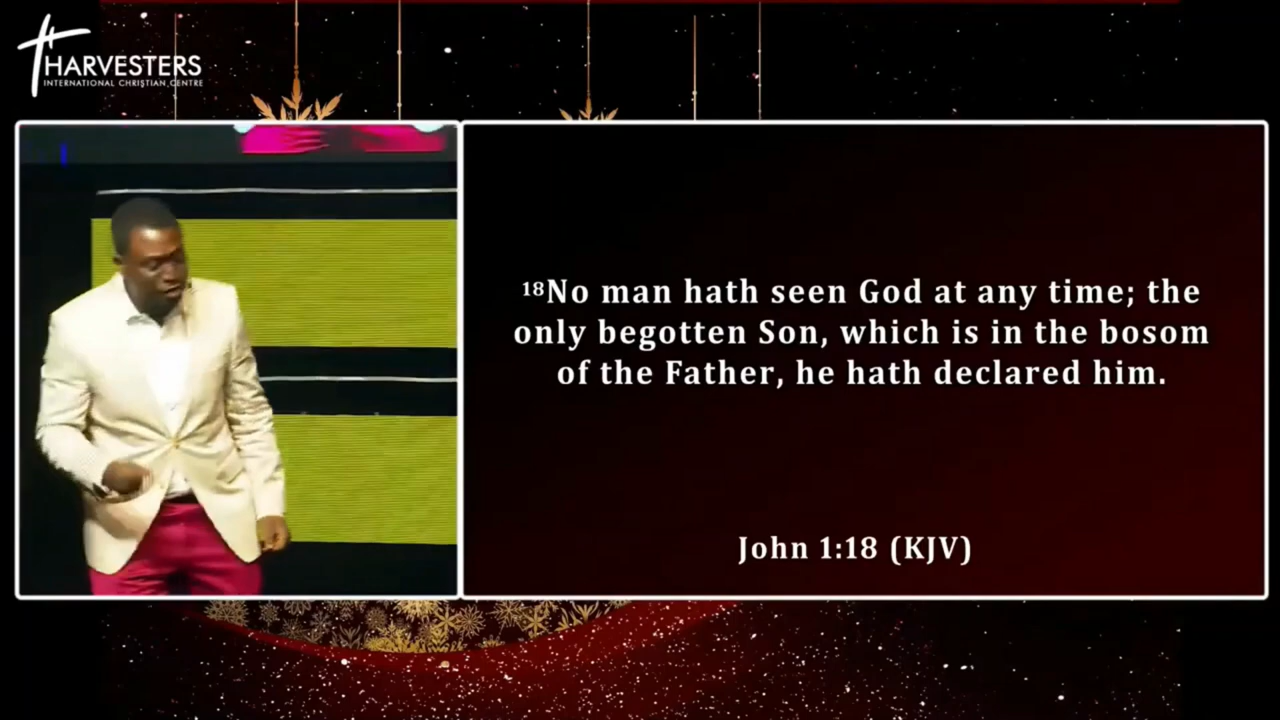 HARVESTERS
INTERNATIONAL CHRISTIAN CENTRE
¹⁸No man hath seen God at any time; the
only begotten Son, which is in the bosom
of the Father, he hath declared him.
John 1:18 (KJV)